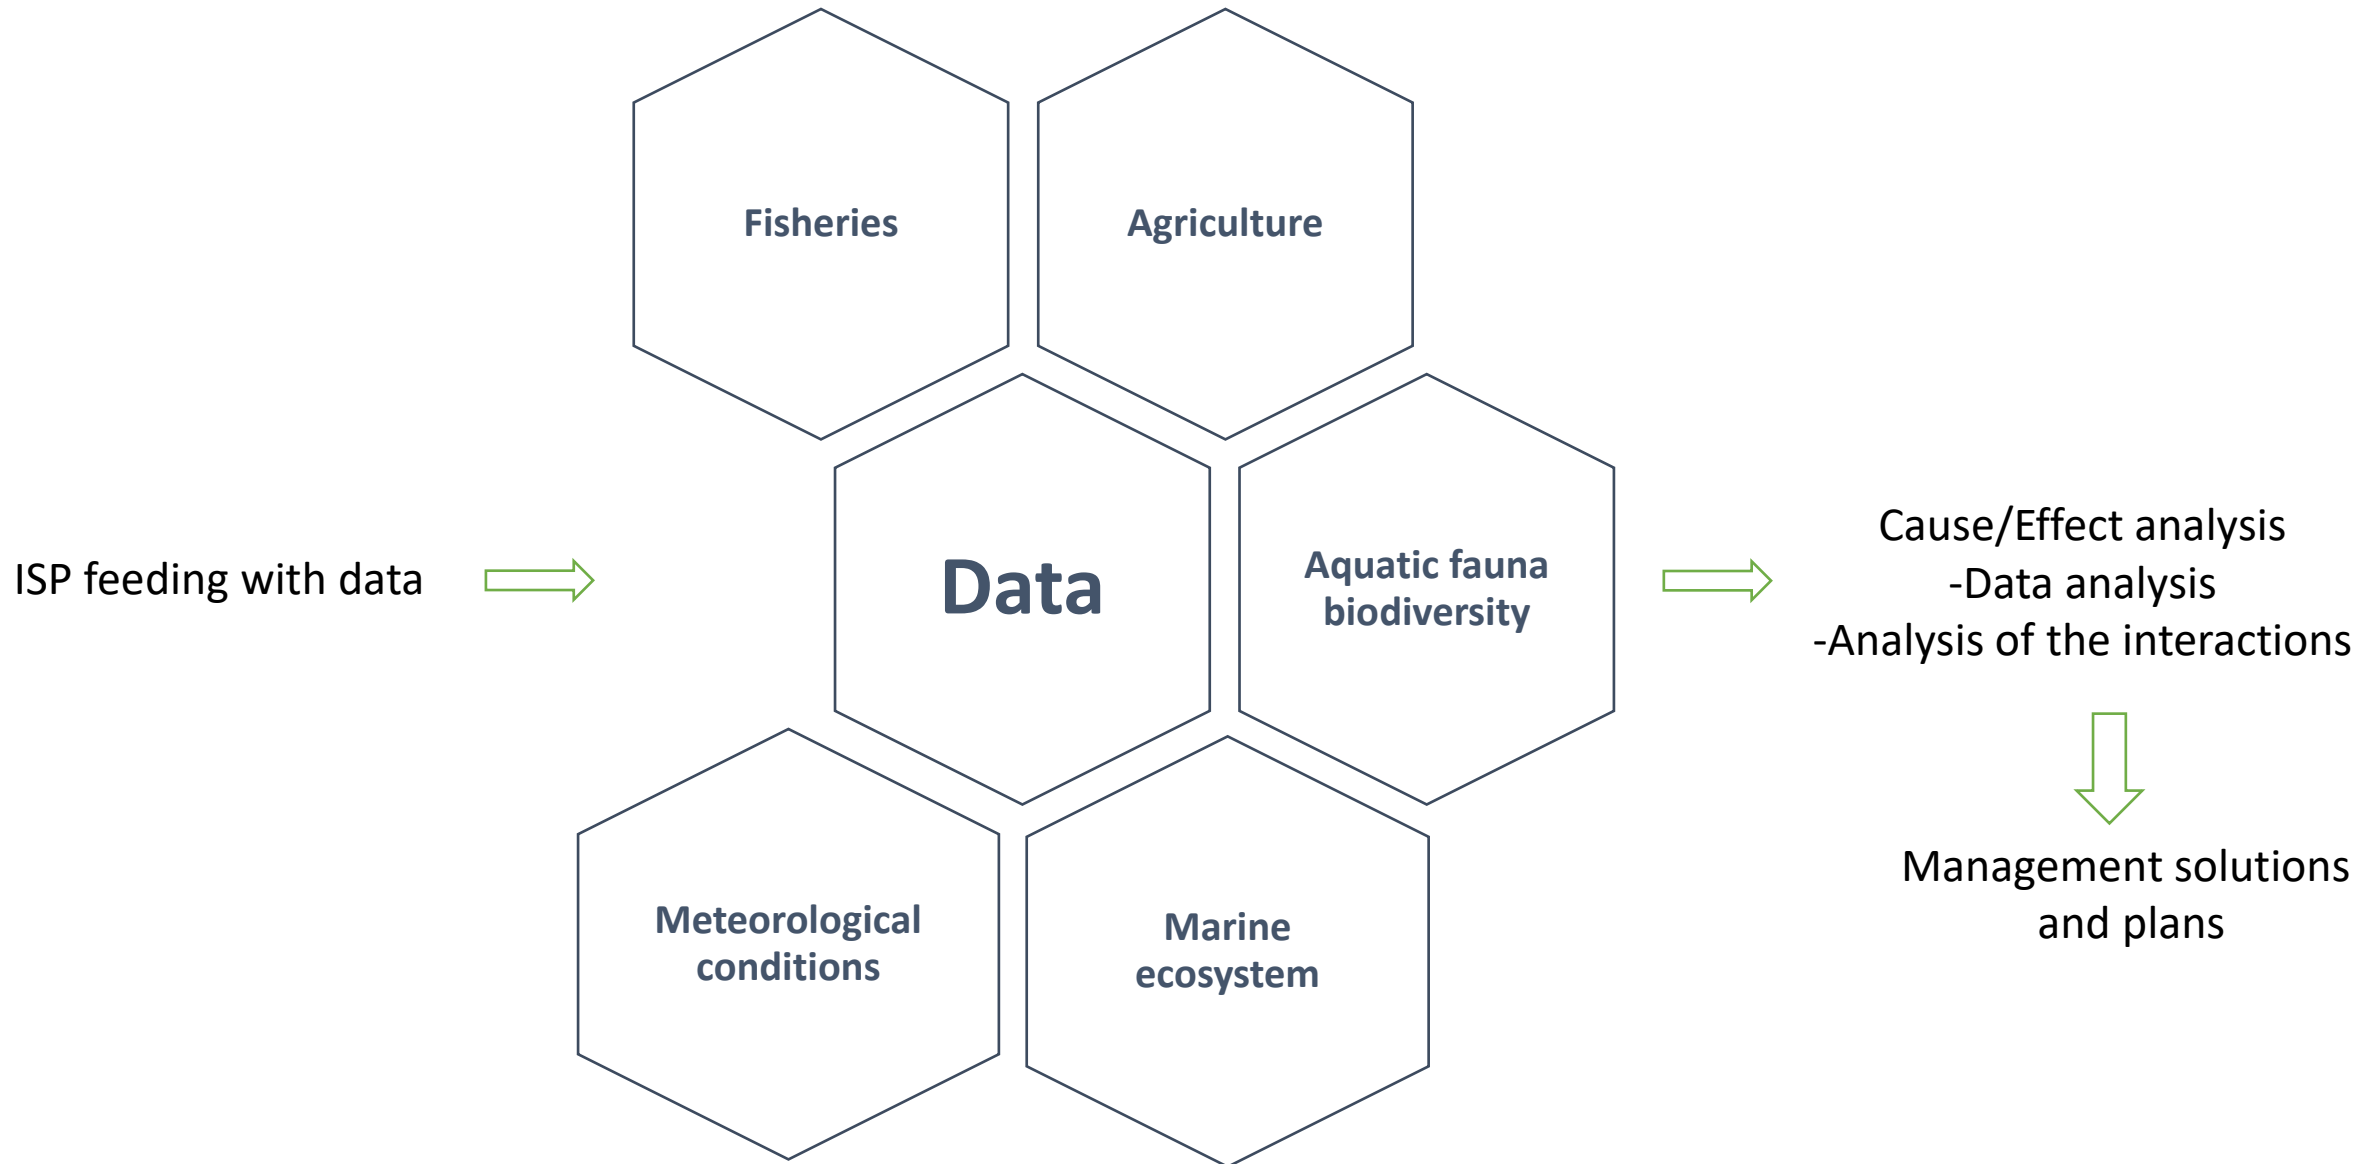 Fisheries
Agriculture
ISP feeding with data
Data
Aquatic fauna
biodiversity
Cause/Effect analysis
-Data analysis
-Analysis of the interactions
Meteorological
conditions
Marine
ecosystem
Management solutions
and plans